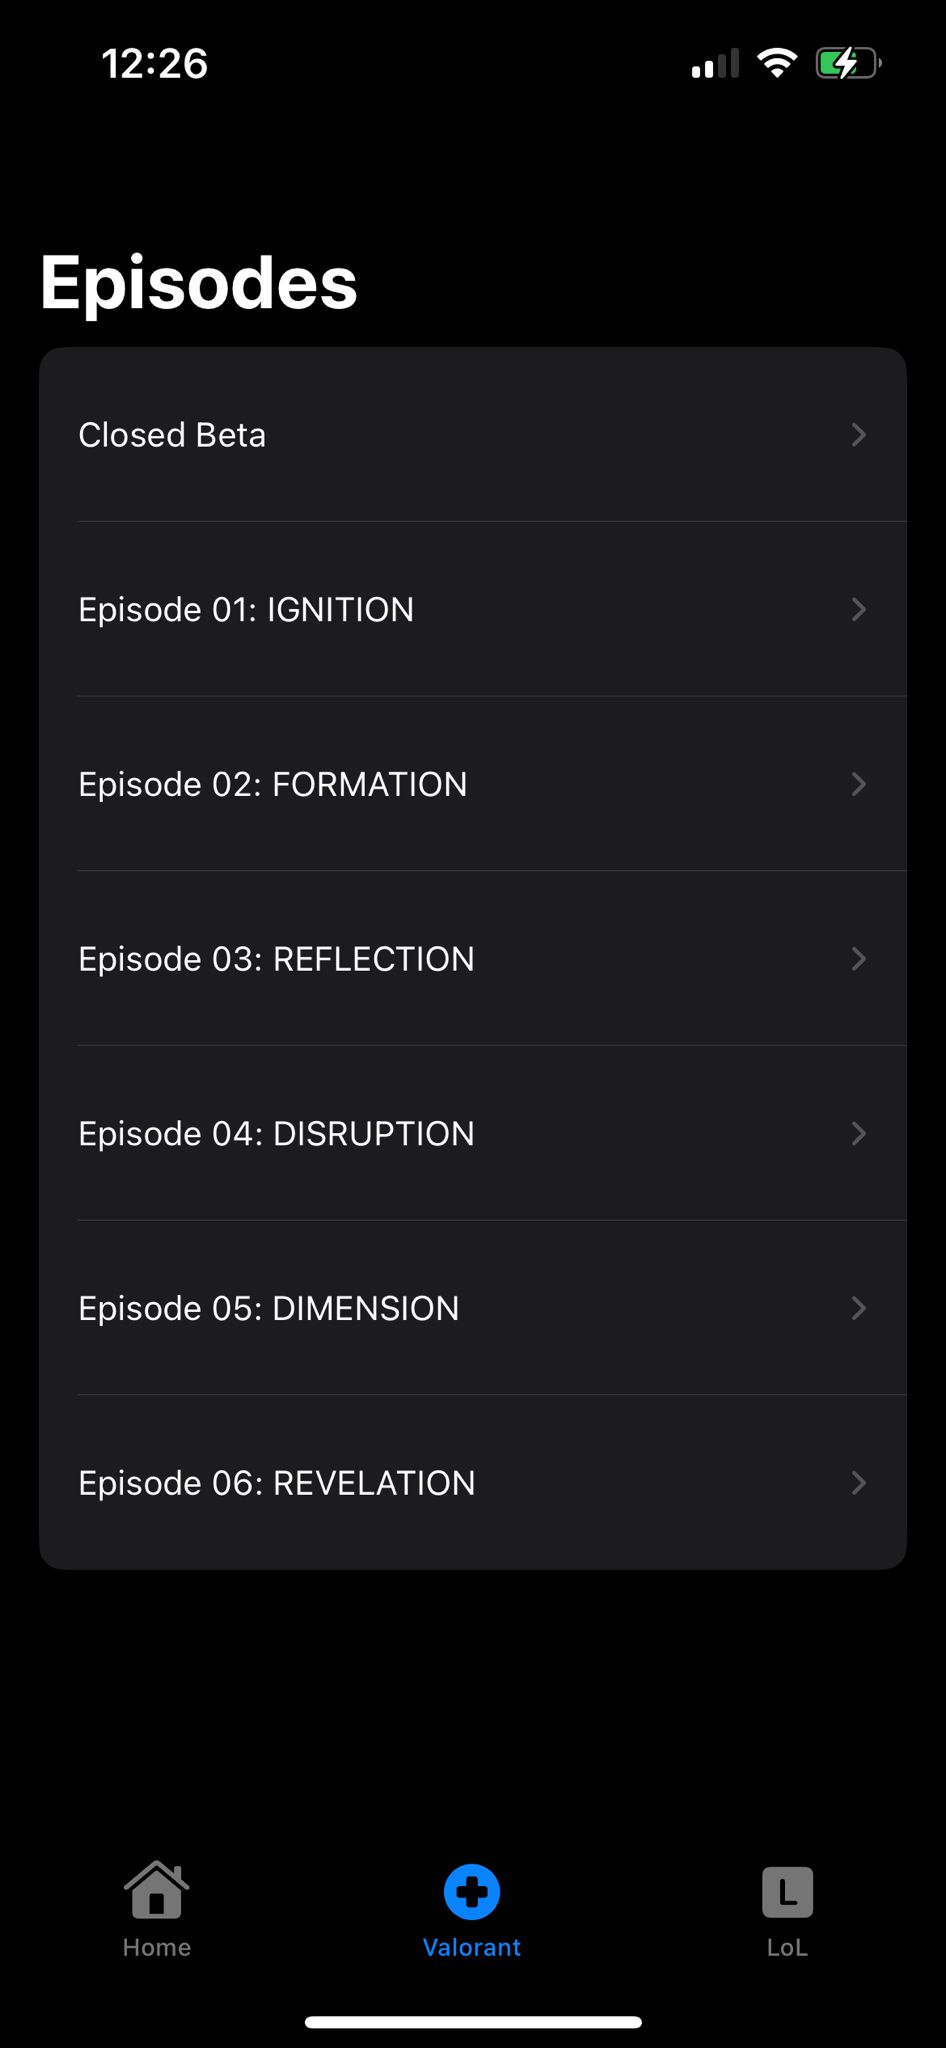 12:26
Episodes
Closed Beta
Episode 01: IGNITION
Episode 02: FORMATION
Episode 03: REFLECTION
Episode 04: DISRUPTION
Episode 05: DIMENSION
Episode 06: REVELATION
L
Home
Valorant
LoL